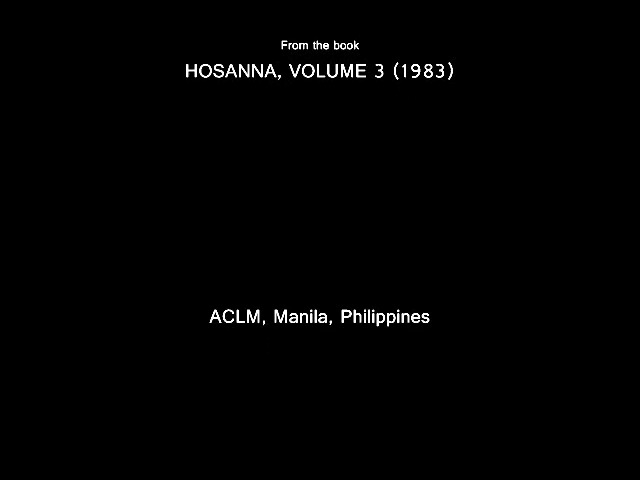 From the book
HOSANNA, VOLUME 3 (1983)
ACLM, Manila, Philippines